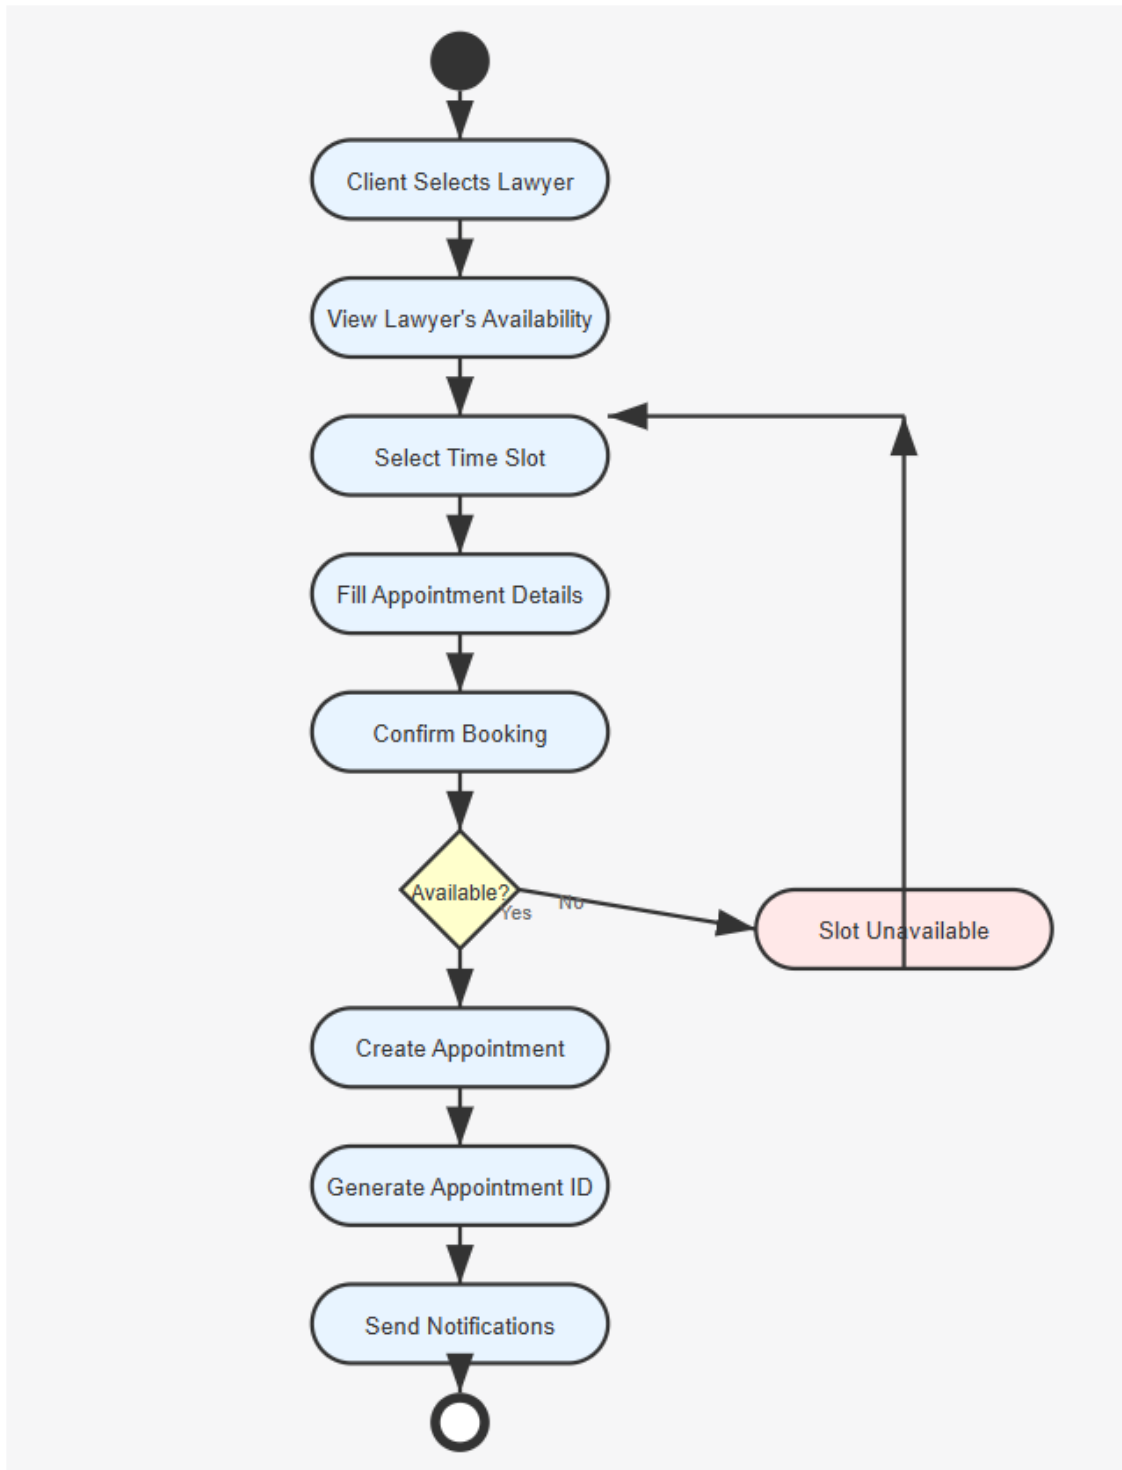 Client Selects Lawyer
View Lawyer's Availability
Select Time Slot
Fill Appointment Details
Confirm Booking
Available?
Yes
No
Slot Unavailable
Create Appointment
Generate Appointment ID
Send Notifications